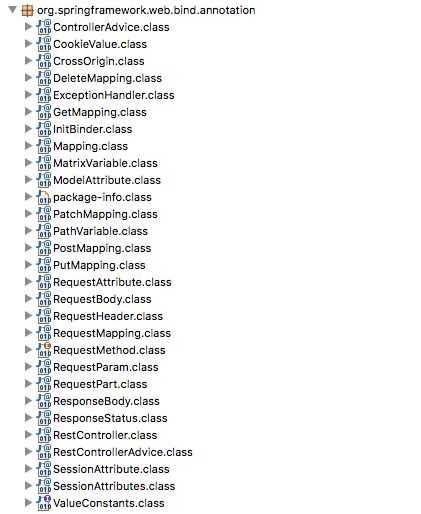 org.springframework.web.bind.annotation
ControllerAdvice.class
CookieValue.class
CrossOrigin.class
DeleteMapping.class
ExceptionHandler.class
GetMapping.class
InitBinder.class
Mapping.class
MatrixVariable.class
ModelAttribute.class
package-info.class
PatchMapping.class
PathVariable.class
PostMapping.class
PutMapping.class
RequestAttribute.class
RequestBody.class
RequestHeader.class
RequestMapping.class
RequestMethod.class
RequestParam.class
RequestPart.class
ResponseBody.class
ResponseStatus.class
RestController.class
RestControllerAdvice.class
SessionAttribute.class
SessionAttributes.class
ValueConstants.class